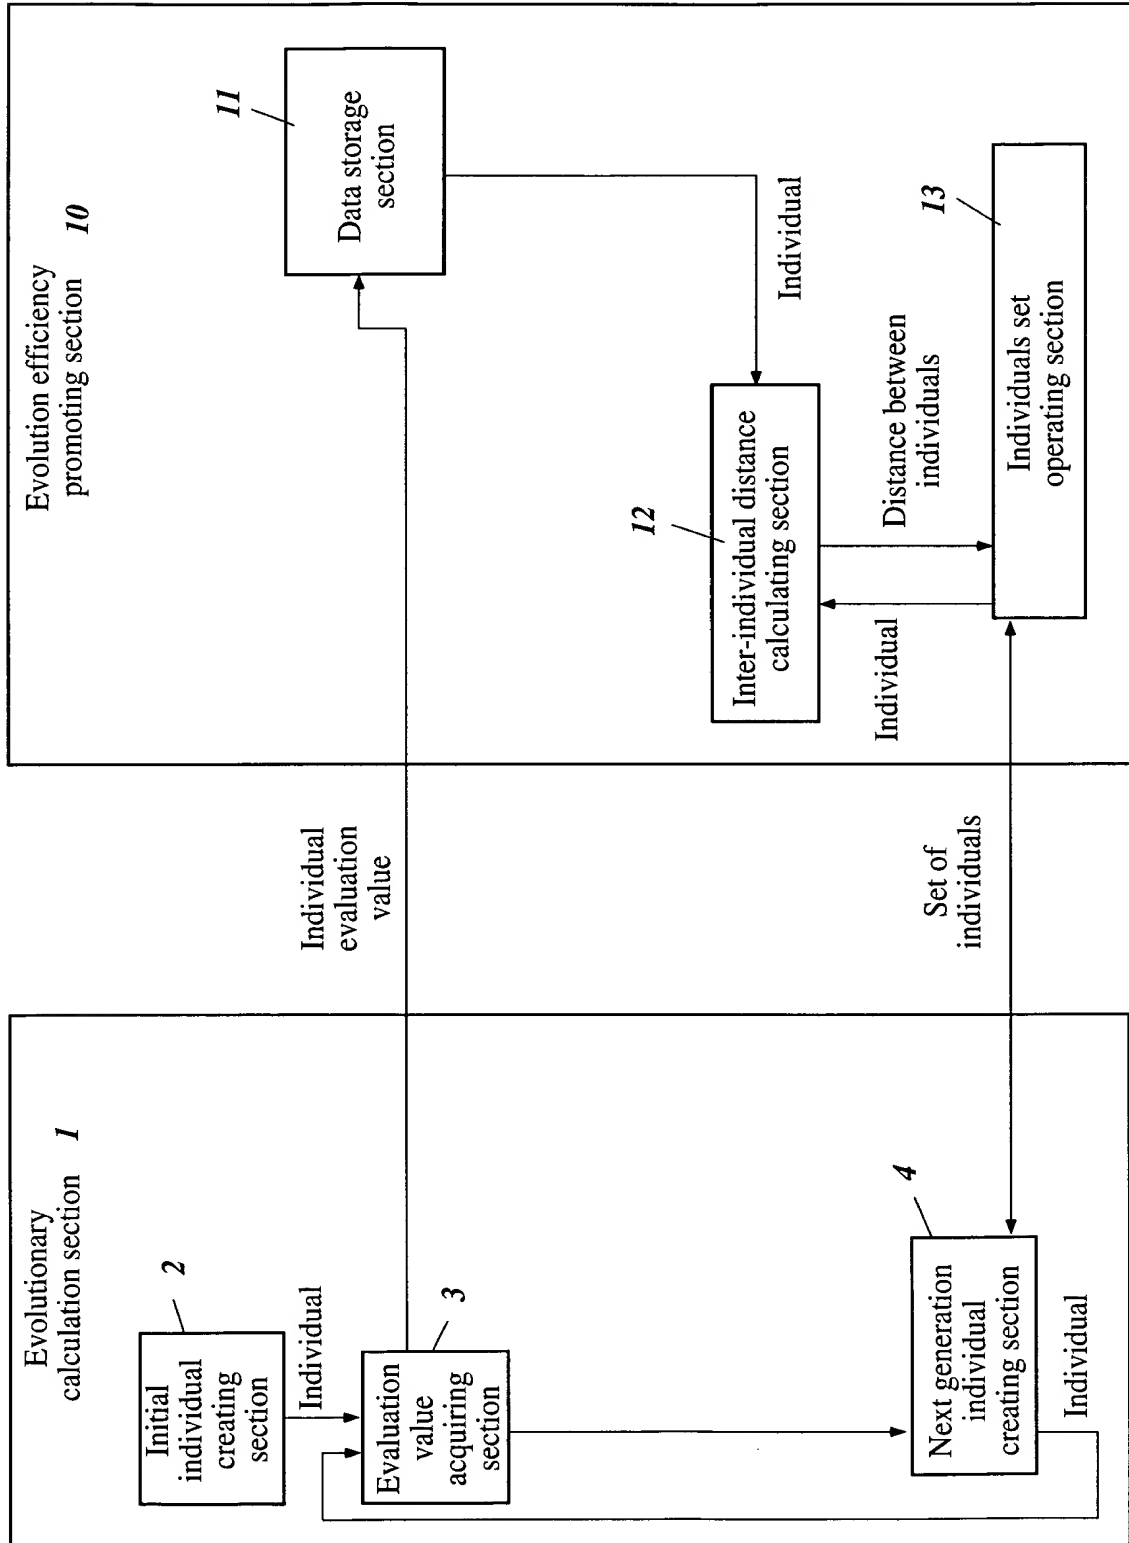 Evolutionary
calculation section 1
Initial
individual
creating
section
2
Individual
Evaluation
value
acquiring
section
3
Next generation
individual
creating section
4
Individual
Individual
evaluation
value
Set of
individuals
Evolution efficiency
promoting section 10
Data storage
section
11
Individual
Inter-individual distance
calculating section
12
Individual
Distance between
individuals
Individuals set
operating section
13